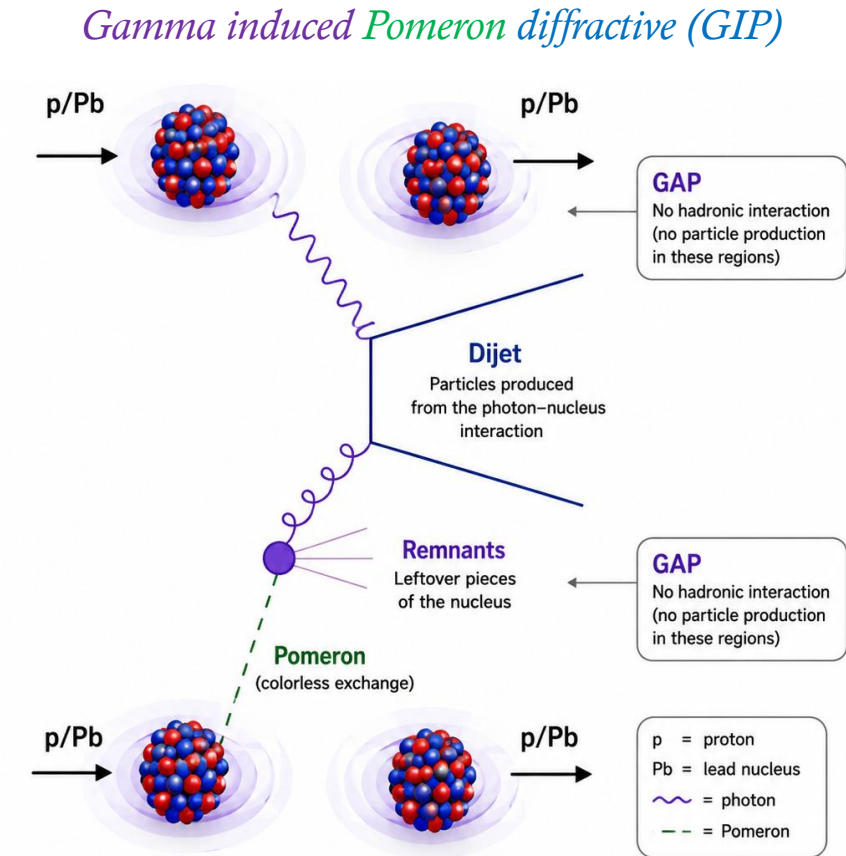 Gamma induced Pomeron diffractive (GIP)
p/Pb
p/Pb
GAP
No hadronic interaction
(no particle production
in these regions)
Dijet
Particles produced
from the photon–nucleus
interaction
Remnants
Leftover pieces
of the nucleus
GAP
No hadronic interaction
(no particle production
in these regions)
Pomeron
(colorless exchange)
p/Pb
p/Pb
p = proton
Pb = lead nucleus
= photon
= Pomeron